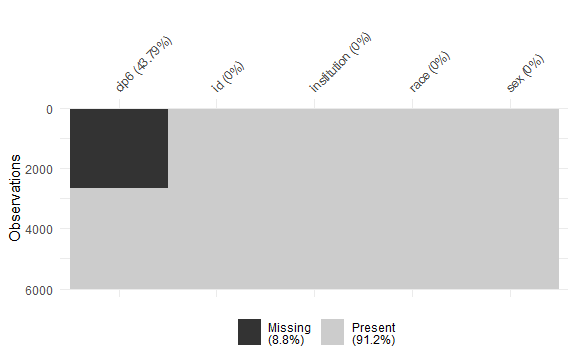 dp6 (43.79%)
id (0%)
institution (0%)
race (0%)
sex (0%)
Observations
0
2000
4000
6000
Missing
(8.8%)
Present
(91.2%)